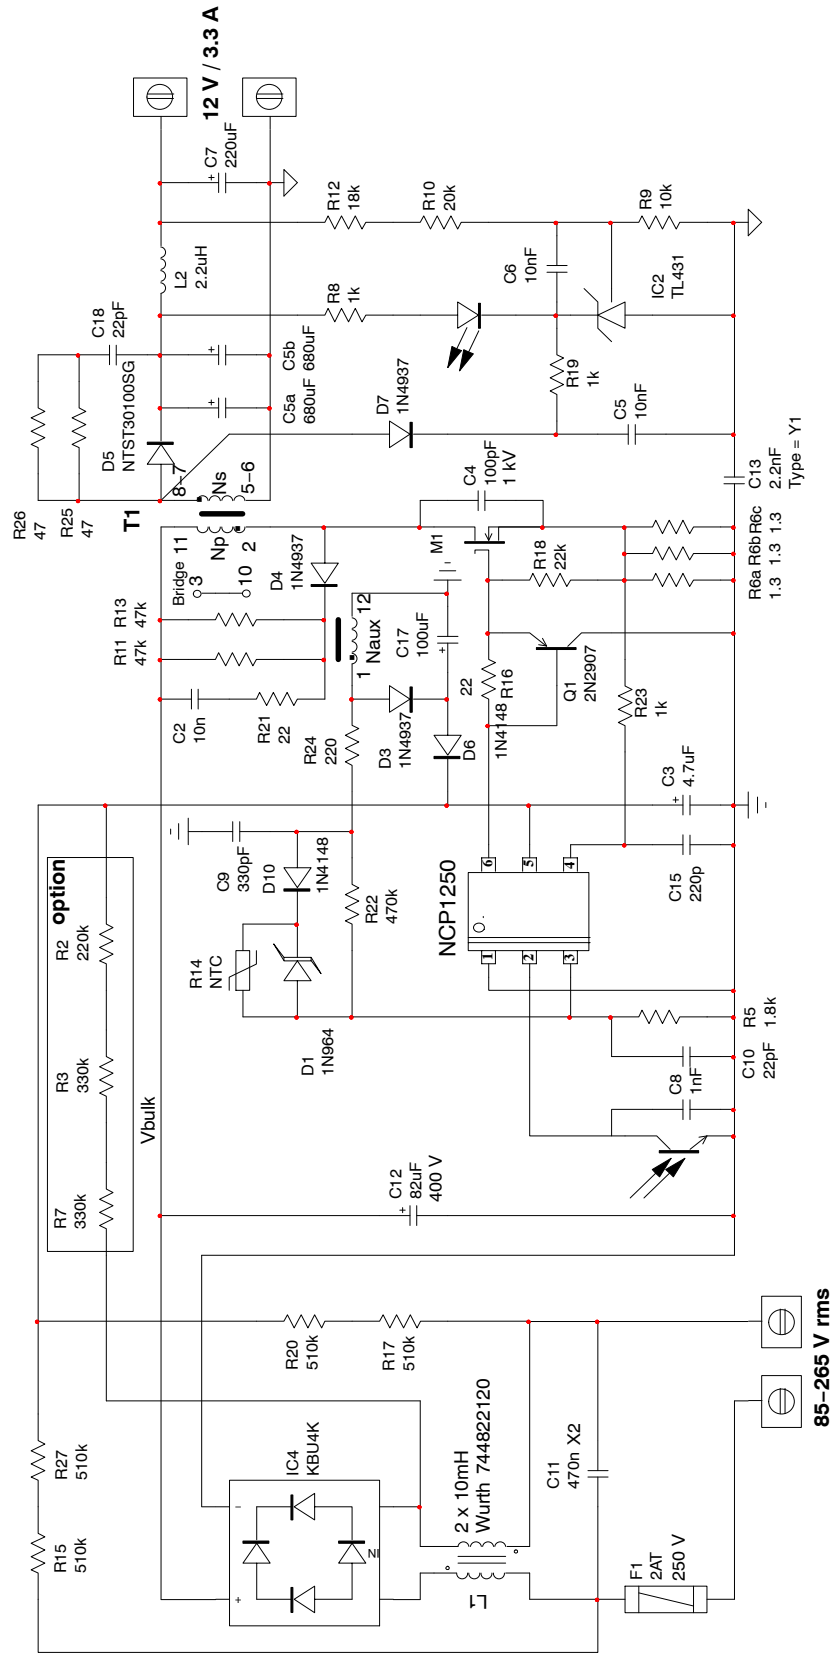 R26
47
R25
47
D5
NTST30100SG
C18
22pF
12 V / 3.3 A
C7
220uF
L2
2.2uH
T1
8-7
Ns
5-6
C5a
680uF
C5b
680uF
R8
1k
R12
18k
R10
20k
C6
10nF
R9
10k
IC2
TL431
R19
1k
D7
1N4937
C5
10nF
C13
2.2nF
Type = Y1
Bridge
11
3
10
Np
2
R13
47k
R11
47k
D4
1N4937
C2
10n
R21
22
R24
220
1
Naux
12
C17
100uF
D3
1N4937
D6
1N4148
M1
C4
100pF
1 kV
R18
22k
22
R16
Q1
2N2907
R23
1k
R6a
1.3
R6b
1.3
R6c
1.3
C3
4.7uF
C15
220p
option
R2
220k
R3
330k
R7
330k
Vbulk
C9
330pF
D10
1N4148
R14
NTC
D1
1N964
R22
470k
NCP1250
1
2
3
4
5
6
R5
1.8k
C10
22pF
C8
1nF
C12
82uF
400 V
R20
510k
R17
510k
R27
510k
R15
510k
IC4
KBU4K
+
-
IN
2 x 10mH
Wurth 744822120
L1
C11
470n X2
F1
2AT
250 V
85-265 V rms